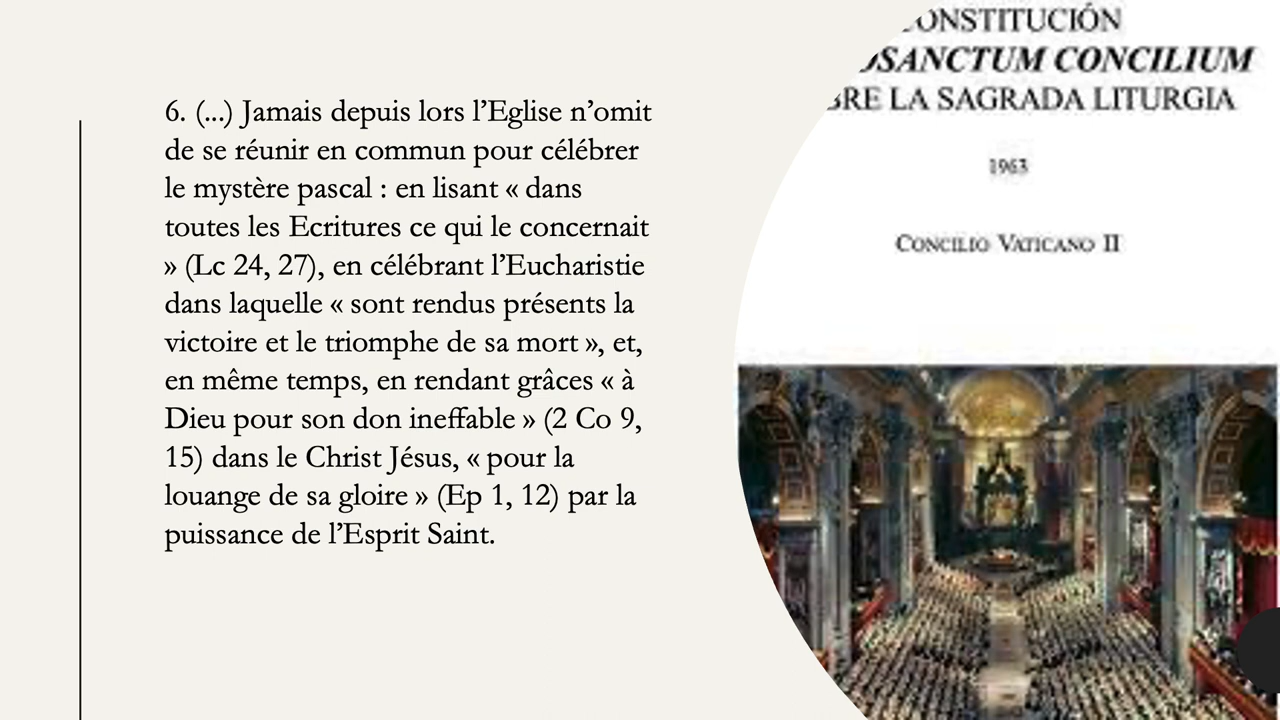 6. (...) Jamais depuis lors l’Eglise n’omit
de se réunir en commun pour célébrer
le mystère pascal : en lisant « dans
toutes les Ecritures ce qui le concernait
» (Lc 24, 27), en célébrant l’Eucharistie
dans laquelle « sont rendus présents la
victoire et le triomphe de sa mort », et,
en même temps, en rendant grâces « à
Dieu pour son don ineffable » (2 Co 9,
15) dans le Christ Jésus, « pour la
louange de sa gloire » (Ep 1, 12) par la
puissance de l’Esprit Saint.
ONSTITUCIÓN
OSANCTUM CONCILIUM
BRE LA SAGRADA LITURGIA
1963
CONCILIO VATICANO II